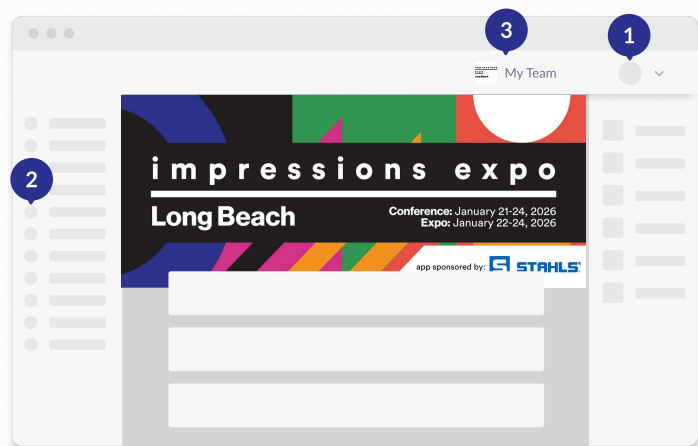 3
1
My Team
2
impressions expo
Long Beach
Conference: January 21-24, 2026
Expo: January 22-24, 2026
app sponsored by: STAHLS'